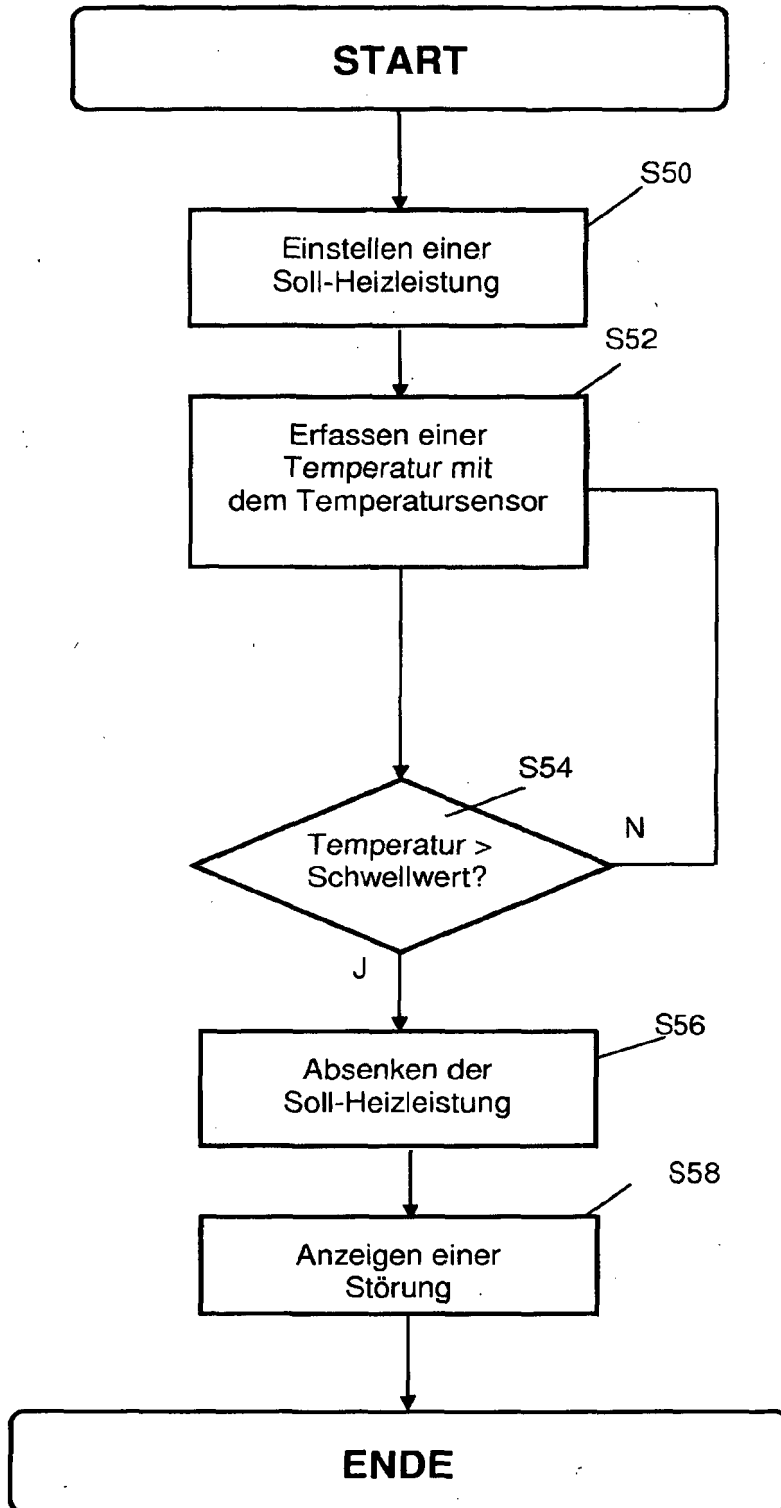 START
S50
Einstellen einer
Soll-Heizleistung
S52
Erfassen einer
Temperatur mit
dem Temperatursensor
S54
Temperatur >
Schwellwert?
N
J
S56
Absenken der
Soll-Heizleistung
S58
Anzeigen einer
Störung
ENDE